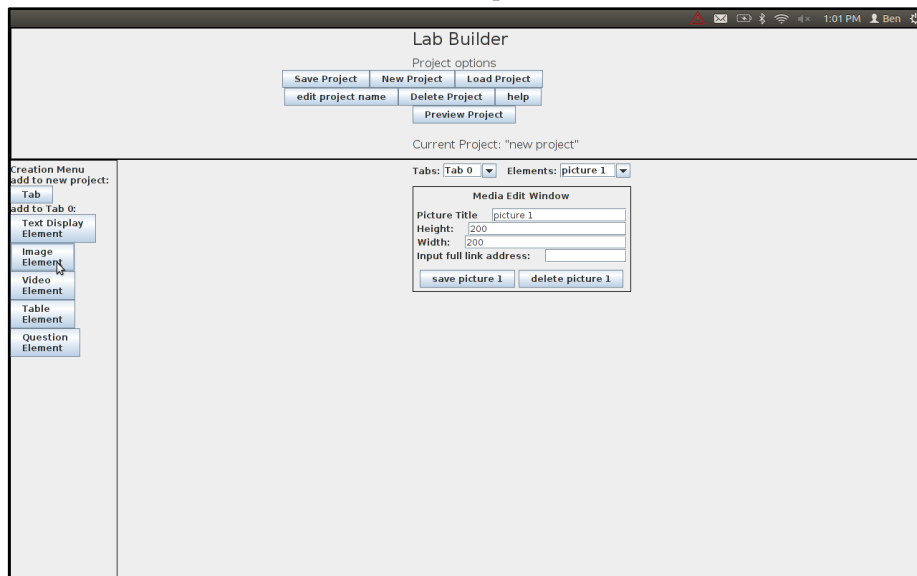 1:01 PM Ben
Lab Builder
Project options
Save Project New Project Load Project
edit project name Delete Project help
Preview Project
Current Project: "new project"
Creation Menu
add to new project:
Tab
add to Tab 0:
Text Display
Element
Image
Element
Video
Element
Table
Element
Question
Element
Tabs: Tab 0 Elements: picture 1
Media Edit Window
Picture Title picture 1
Height: 200
Width: 200
Input full link address:
save picture 1 delete picture 1